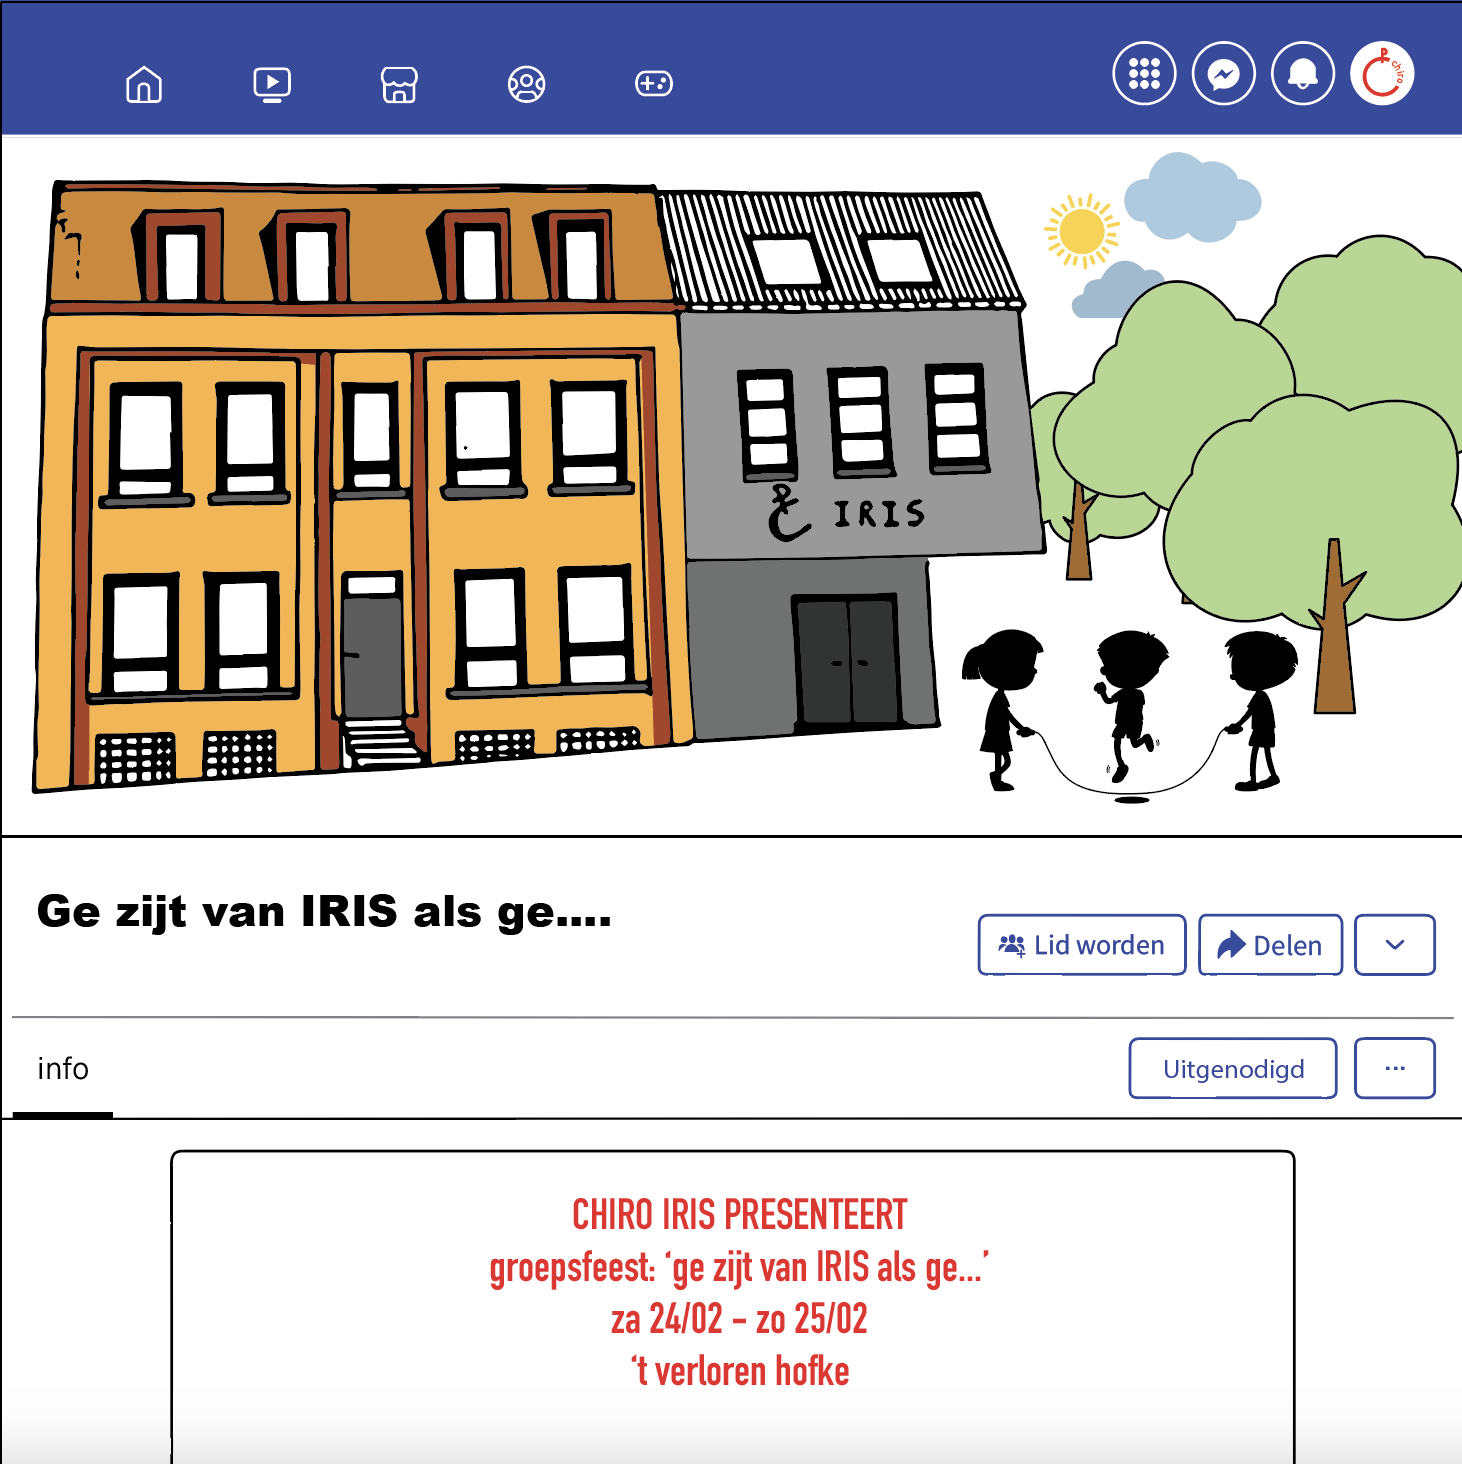 chiro
IRIS
Ge zijt van IRIS als ge....
Lid worden
Delen
info
Uitgenodigd
...
CHIRO IRIS PRESENTEERT
groepsfeest: ‘ge zijt van IRIS als ge...’
za 24/02 - zo 25/02
‘t verloren hofke